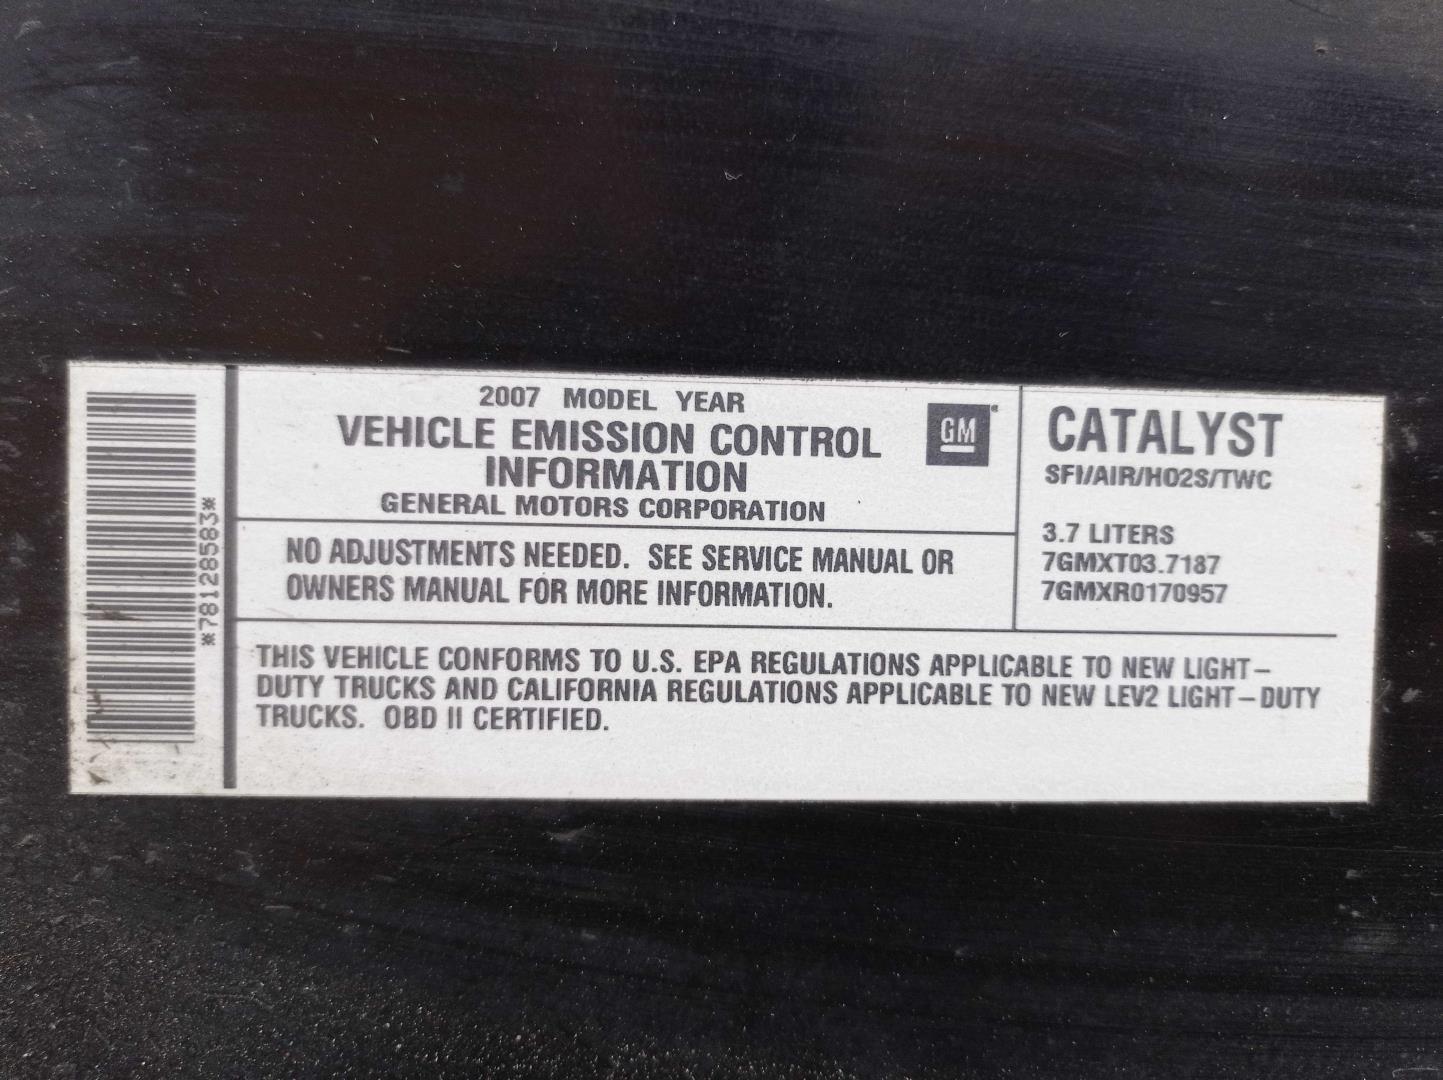 *78128583*
2007 MODEL YEAR
VEHICLE EMISSION CONTROL
INFORMATION
GENERAL MOTORS CORPORATION
GM
NO ADJUSTMENTS NEEDED. SEE SERVICE MANUAL OR
OWNERS MANUAL FOR MORE INFORMATION.
CATALYST
SFI/AIR/HO2S/TWC
3.7 LITERS
7GMXT03.7187
7GMXR0170957
THIS VEHICLE CONFORMS TO U.S. EPA REGULATIONS APPLICABLE TO NEW LIGHT-
DUTY TRUCKS AND CALIFORNIA REGULATIONS APPLICABLE TO NEW LEV2 LIGHT-DUTY
TRUCKS. OBD II CERTIFIED.